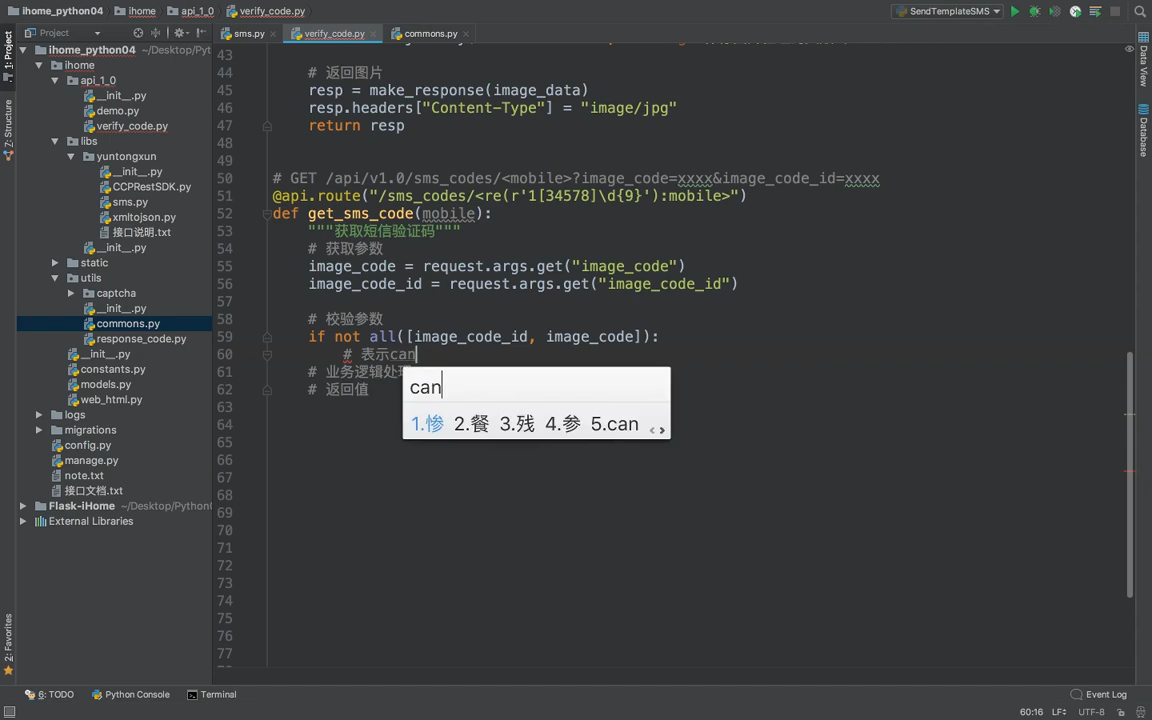 ihome_python04
ihome
api_1_0
verify_code.py
SendTemplateSMS
Project
sms.py
verify_code.py
commons.py
1: Project
7: Structure
2: Favorites
Data View
Database
ihome_python04 ~/Desktop/Pyt
ihome
api_1_0
__init__.py
demo.py
verify_code.py
libs
yuntongxun
__init__.py
CCPRestSDK.py
sms.py
xmltojson.py
接口说明.txt
__init__.py
static
utils
captcha
__init__.py
commons.py
response_code.py
__init__.py
constants.py
models.py
web_html.py
logs
migrations
config.py
manage.py
note.txt
接口文档.txt
Flask-iHome ~/Desktop/Python(
External Libraries
43
44 # 返回图片
45 resp = make_response(image_data)
46 resp.headers["Content-Type"] = "image/jpg"
47 return resp
48
49
50 # GET /api/v1.0/sms_codes/<mobile>?image_code=xxxx&image_code_id=xxxx
51 @api.route("/sms_codes/<re(r'1[34578]\d{9}'):mobile>")
52 def get_sms_code(mobile):
53 """获取短信验证码"""
54 # 获取参数
55 image_code = request.args.get("image_code")
56 image_code_id = request.args.get("image_code_id")
57
58 # 校验参数
59 if not all([image_code_id, image_code]):
60 # 表示can
61 # 业务逻辑处理
62 # 返回值
63
64
65
66
67
68
69
70
71
72
73
74
75
76
77
can
1.惨 2.餐 3.残 4.参 5.can
6: TODO
Python Console
Terminal
Event Log
60:16 LF UTF-8